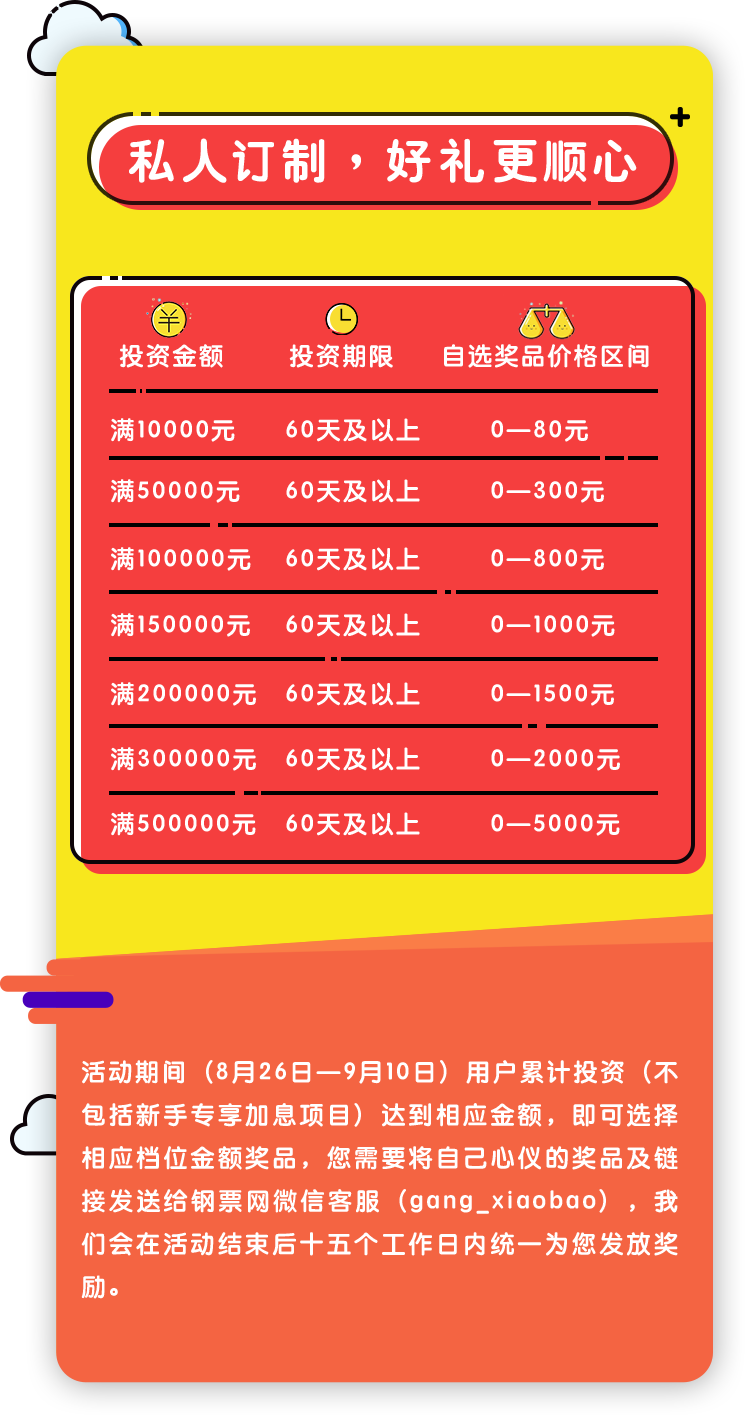 私人订制，好礼更顺心
投资金额 投资期限 自选奖品价格区间
满10000元 60天及以上 0—80元
满50000元 60天及以上 0—300元
满100000元 60天及以上 0—800元
满150000元 60天及以上 0—1000元
满200000元 60天及以上 0—1500元
满300000元 60天及以上 0—2000元
满500000元 60天及以上 0—5000元
活动期间（8月26日—9月10日）用户累计投资（不
包括新手专享加息项目）达到相应金额，即可选择
相应档位金额奖品，您需要将自己心仪的奖品及链
接发送给钢票网微信客服（gang_xiaobao），我
们会在活动结束后十五个工作日内统一为您发放奖
励。